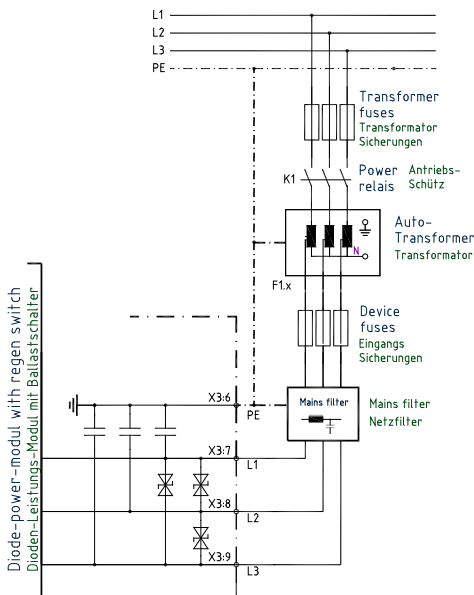 L1
L2
L3
PE
Transformer
fuses
Transformator
Sicherungen
K1
Power
relais
Antriebs-
Schütz
Auto-
Transformer
Transformator
N
F1.x
Device
fuses
Eingangs
Sicherungen
Mains filter
Mains filter
Netzfilter
X3:6
PE
X3:7
L1
X3:8
L2
X3:9
L3
Diode-power-modul with regen switch
Dioden-Leistungs-Modul mit Ballastschalter